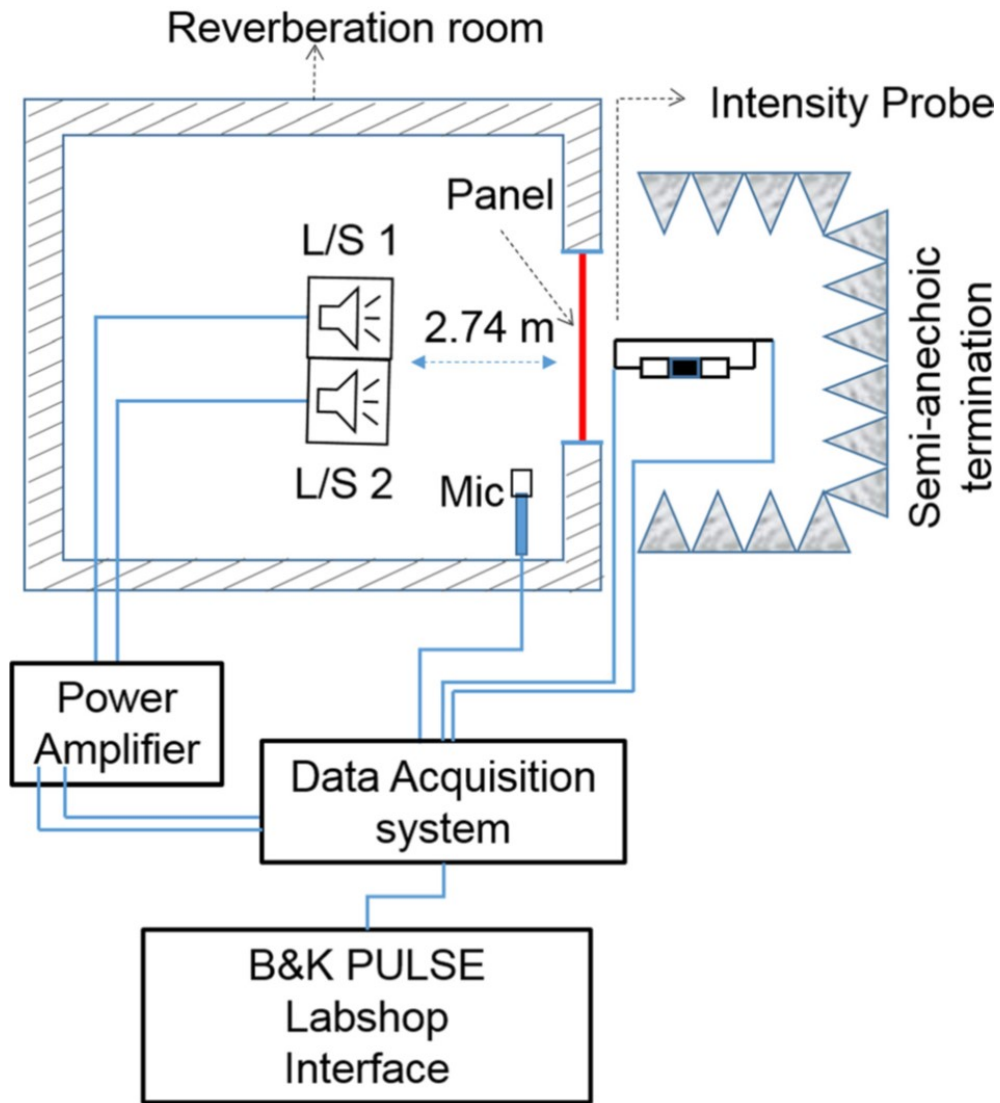 Reverberation room
Intensity Probe
Panel
L/S 1
2.74 m
L/S 2
Mic
Semi-anechoic
termination
Power
Amplifier
Data Acquisition
system
B&K PULSE
Labshop
Interface